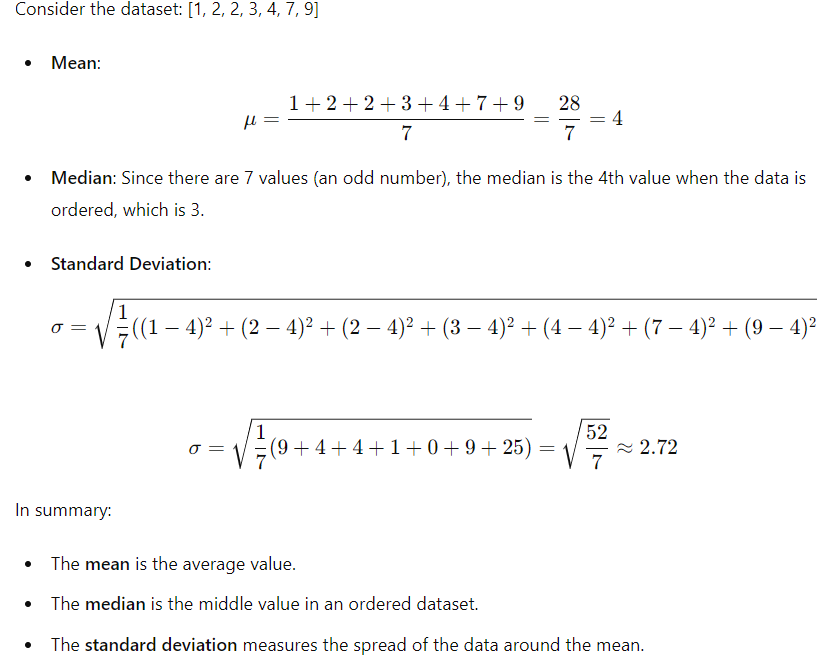 Consider the dataset: [1, 2, 2, 3, 4, 7, 9]
• Mean:
μ = \frac{1 + 2 + 2 + 3 + 4 + 7 + 9}{7} = \frac{28}{7} = 4
• Median: Since there are 7 values (an odd number), the median is the 4th value when the data is
ordered, which is 3.
• Standard Deviation:
σ = \sqrt{\frac{1}{7}((1 − 4)² + (2 − 4)² + (2 − 4)² + (3 − 4)² + (4 − 4)² + (7 − 4)² + (9 − 4)²}
σ = \sqrt{\frac{1}{7}(9 + 4 + 4 + 1 + 0 + 9 + 25)} = \sqrt{\frac{52}{7}} ≈ 2.72
In summary:
• The mean is the average value.
• The median is the middle value in an ordered dataset.
• The standard deviation measures the spread of the data around the mean.